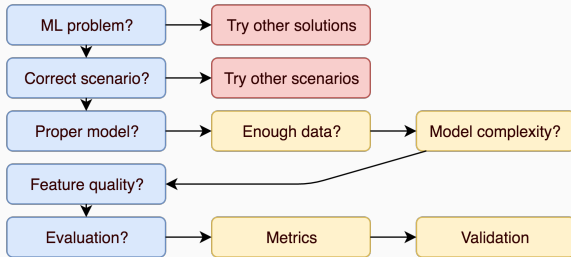 ML problem?
Try other solutions
Correct scenario?
Try other scenarios
Proper model?
Enough data?
Model complexity?
Feature quality?
Evaluation?
Metrics
Validation